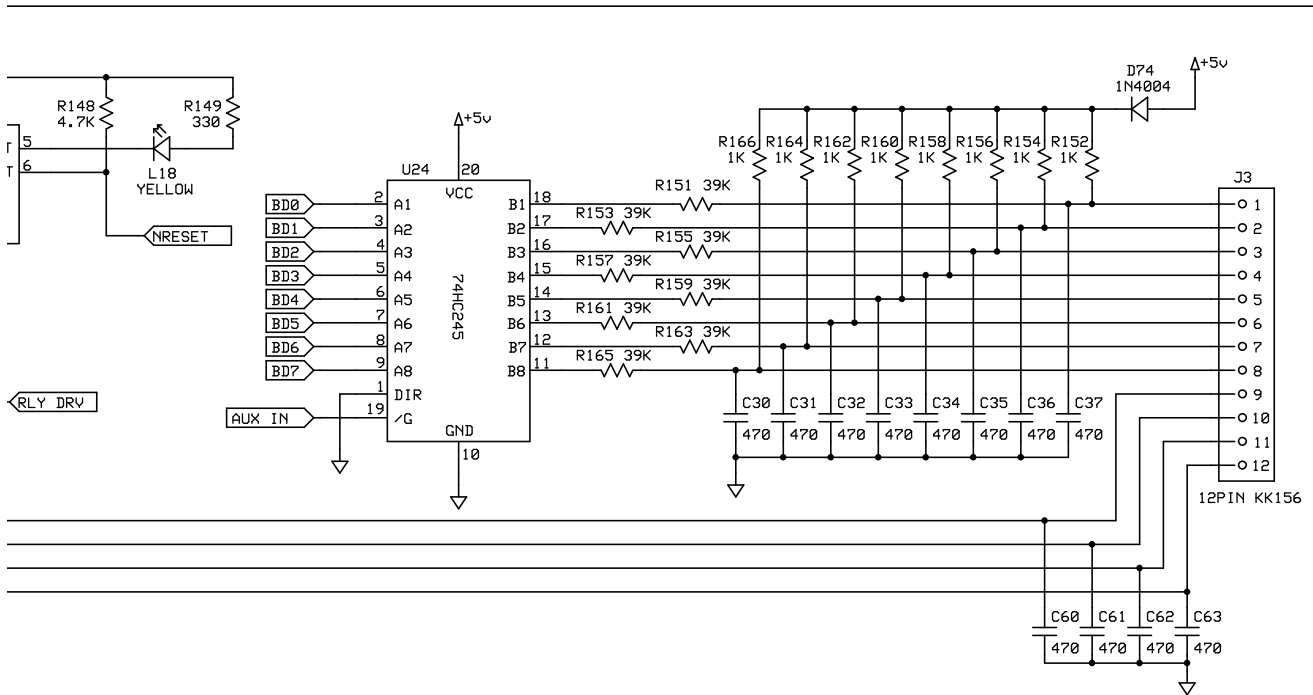 D74
1N4004
+5v
R148
4.7K
R149
330
+5v
R166 R164 R162 R160 R158 R156 R154 R152
1K 1K 1K 1K 1K 1K 1K 1K
T 5
T 6
L18
YELLOW
NRESET
U24
20
VCC
J3
R151 39K
BD0 2 A1 B1 18 1
R153 39K
BD1 3 A2 B2 17 2
R155 39K
BD2 4 A3 B3 16 3
R157 39K
BD3 5 A4 B4 15 4
74HC245
R159 39K
BD4 6 A5 B5 14 5
R161 39K
BD5 7 A6 B6 13 6
R163 39K
BD6 8 A7 B7 12 7
R165 39K
BD7 9 A8 B8 11 8
1 DIR 9
RLY DRV
AUX IN 19 /G 10
C30 C31 C32 C33 C34 C35 C36 C37
470 470 470 470 470 470 470 470
GND
10
11
12
12PIN KK156
C60 C61 C62 C63
470 470 470 470